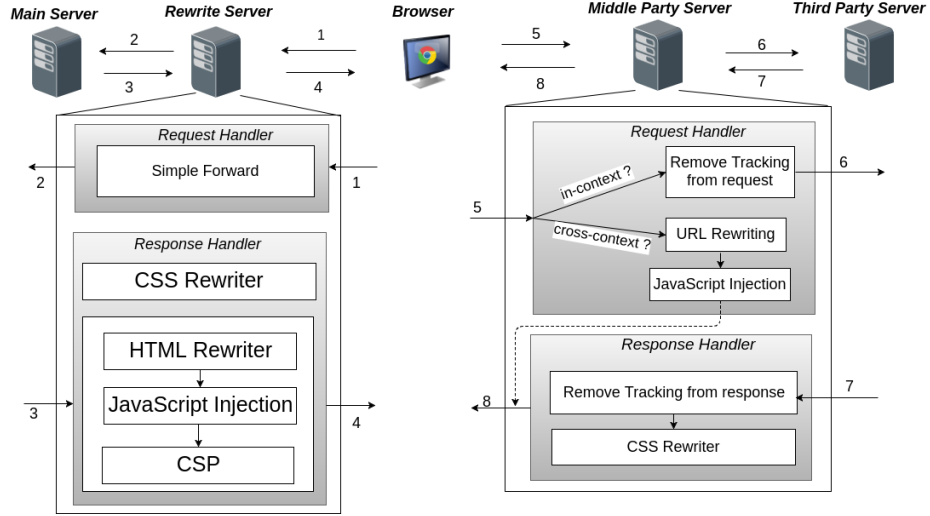 Main Server
Rewrite Server
Browser
Middle Party Server
Third Party Server
2
3
1
4
5
8
6
7
Request Handler
Simple Forward
2
1
Response Handler
CSS Rewriter
HTML Rewriter
JavaScript Injection
CSP
3
4
Request Handler
in-context ?
Remove Tracking
from request
cross-context ?
URL Rewriting
JavaScript Injection
5
6
Response Handler
Remove Tracking from response
CSS Rewriter
7
8